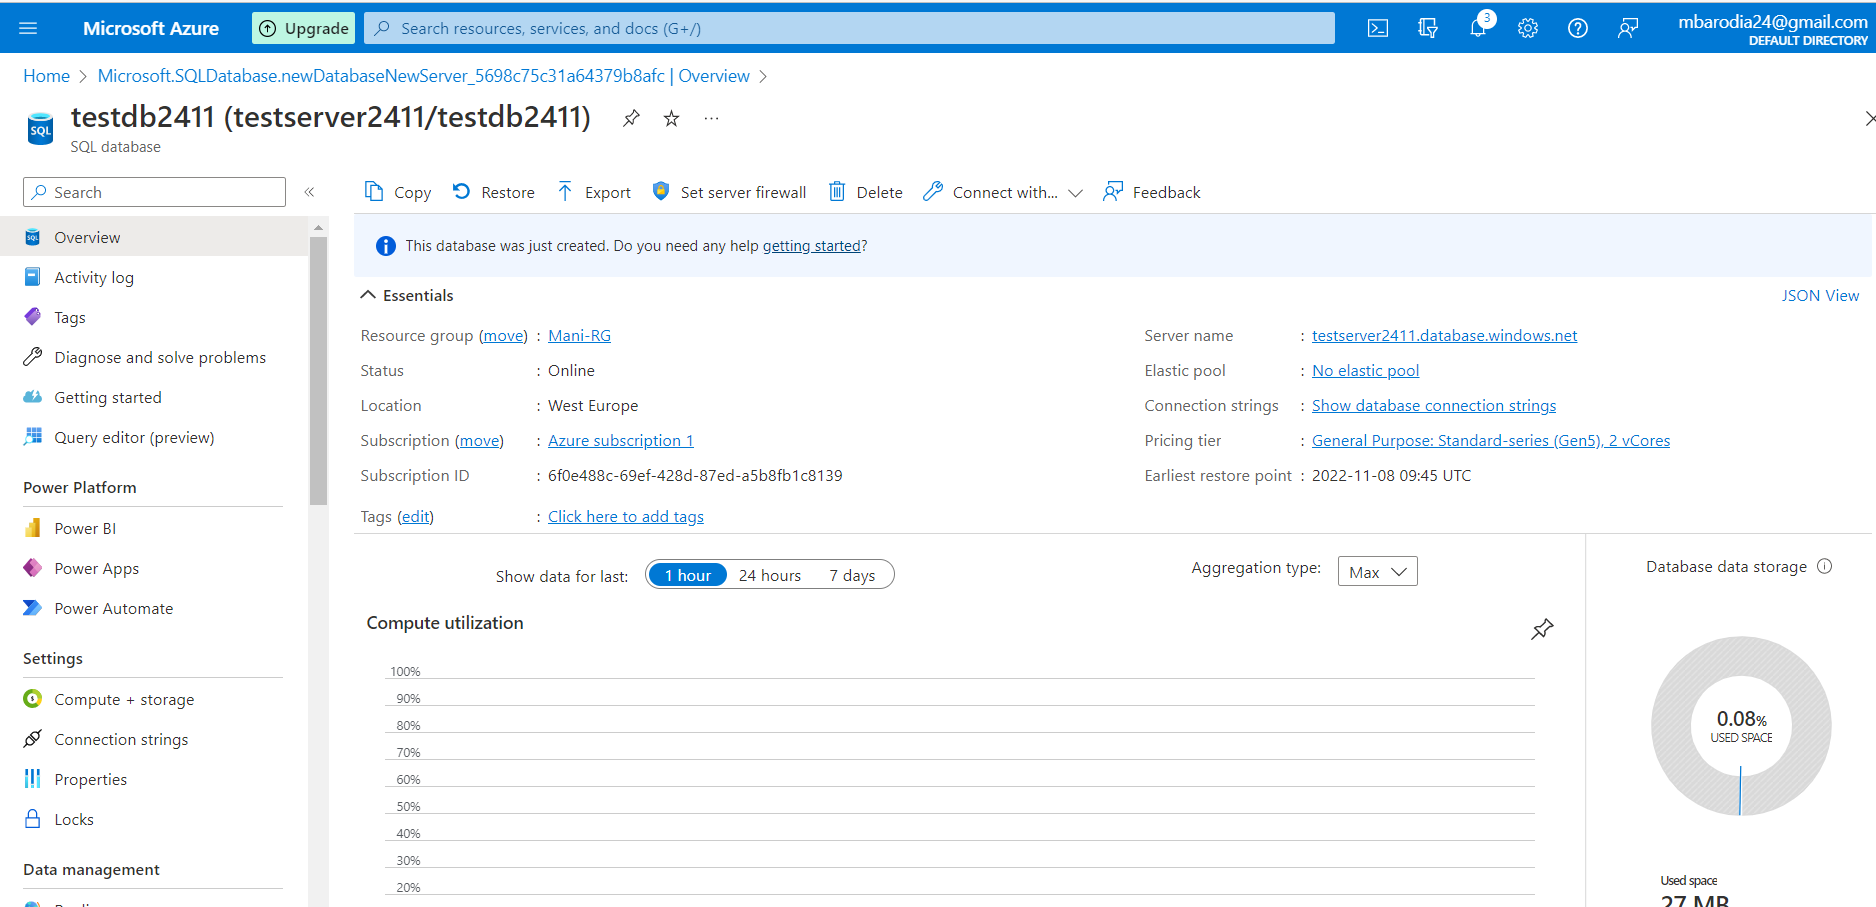 Microsoft Azure
Upgrade
Search resources, services, and docs (G+/)
3
mbarodia24@gmail.com
DEFAULT DIRECTORY
Home > Microsoft.SQLDatabase.newDatabaseNewServer_5698c75c31a64379b8afc | Overview >
SQL
testdb2411 (testserver2411/testdb2411)
SQL database
Search
Overview
Activity log
Tags
Diagnose and solve problems
Getting started
Query editor (preview)
Power Platform
Power BI
Power Apps
Power Automate
Settings
Compute + storage
Connection strings
Properties
Locks
Data management
Copy
Restore
Export
Set server firewall
Delete
Connect with...
Feedback
This database was just created. Do you need any help getting started?
Essentials
JSON View
Resource group (move) : Mani-RG
Status : Online
Location : West Europe
Subscription (move) : Azure subscription 1
Subscription ID : 6f0e488c-69ef-428d-87ed-a5b8fb1c8139
Tags (edit) : Click here to add tags
Server name : testserver2411.database.windows.net
Elastic pool : No elastic pool
Connection strings : Show database connection strings
Pricing tier : General Purpose: Standard-series (Gen5), 2 vCores
Earliest restore point : 2022-11-08 09:45 UTC
Show data for last: 1 hour 24 hours 7 days
Aggregation type: Max
Compute utilization
100%
90%
80%
70%
60%
50%
40%
30%
20%
Database data storage
0.08%
USED SPACE
Used space
27 MB